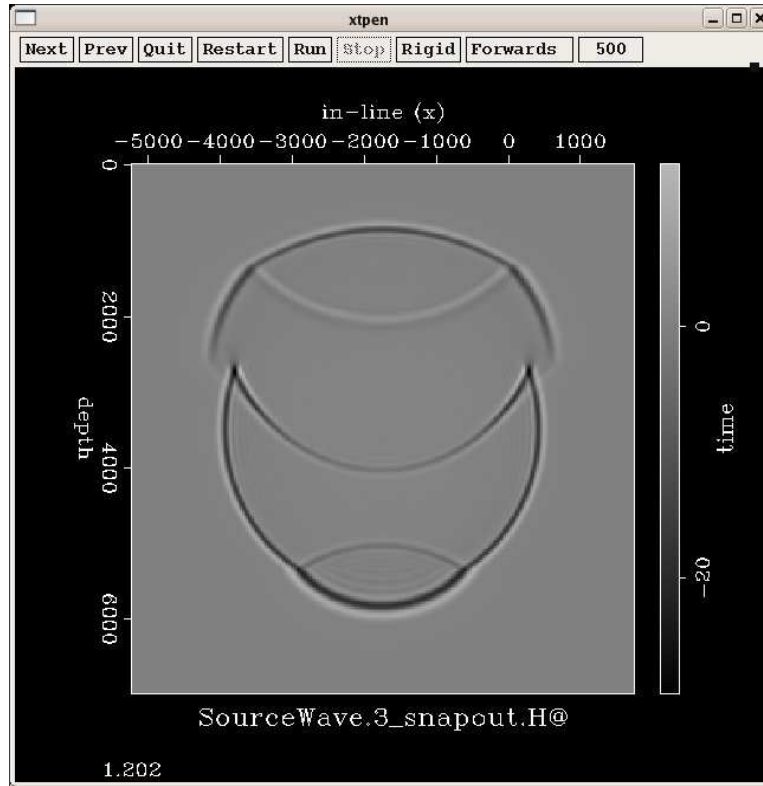 xtpen
Next Prev Quit Restart Run Stop Rigid Forwards 500
in-line (x)
-5000 -4000 -3000 -2000 -1000 0 1000
0
2000
4000
6000
depth
0
-20
time
SourceWave.3_snapout.H@
1.202